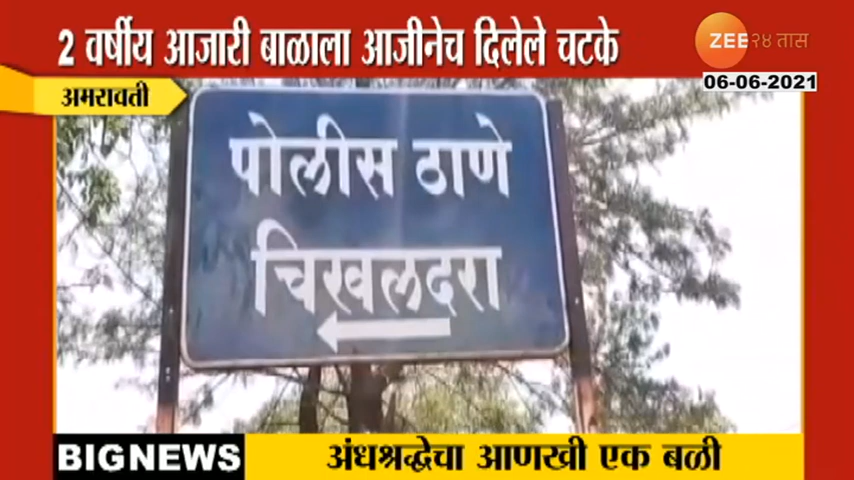 2 वर्षीय आजारी बाळाला आजीनेच दिलेले चटके
ZEE २४ तास
06-06-2021
अमरावती
पोलीस ठाणे
चिखलदरा
BIGNEWS
अंधश्रद्धेचा आणखी एक बळी